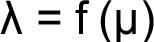 λ = f (μ)